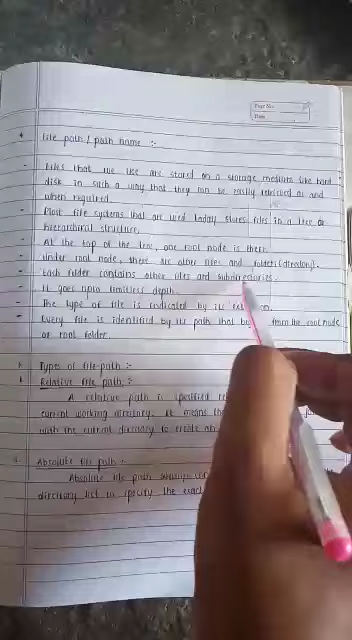 Page No:
Date
* File path / path name :-
- Files that we use are stored on a storage medium like hard
disk in such a way that they can be easily retrieved as and
when required.
- Most file systems that are used today stores files in a tree or
hierarchical structure.
- At the top of the tree, one root node is there.
- Under root node, there are other files and folders (directory).
- Each folder contains other files and subdirectories.
- It goes upto limitless depth.
- The type of file is indicated by its
- Every file is identified by its path that from the root node
or root folder.
* Types of file path :-
Relative file path :-
A relative path is specified
current working directory. It means
with the current directory to create an
Absolute file path :-
Absolute file path always
directory list to specify the exact